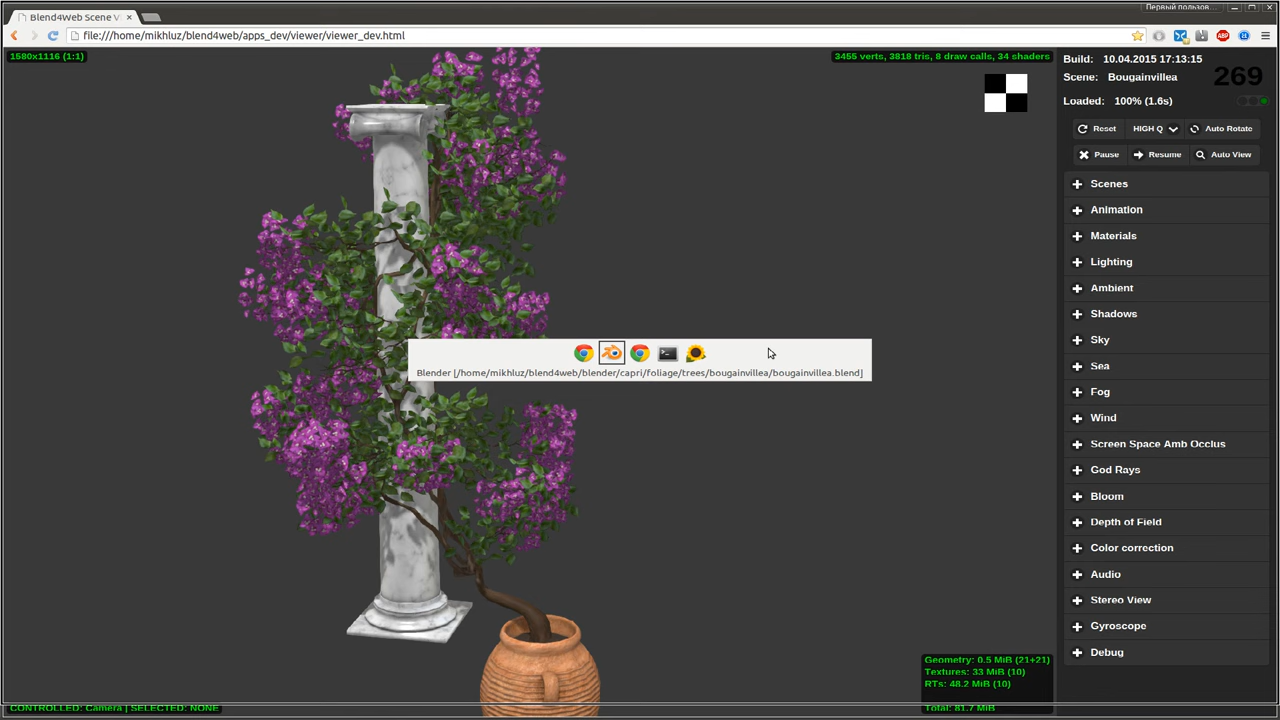 Первый пользов...
Blend4Web Scene V
file:///home/mikhluz/blend4web/apps_dev/viewer/viewer_dev.html
ABP
1580x1116 (1:1)
3455 verts, 3818 tris, 8 draw calls, 34 shaders
Build: 10.04.2015 17:13:15
Scene: Bougainvillea
269
Loaded: 100% (1.6s)
Reset
HIGH Q
Auto Rotate
Pause
Resume
Auto View
Scenes
Animation
Materials
Lighting
Ambient
Shadows
Sky
Sea
Fog
Wind
Screen Space Amb Occlus
God Rays
Bloom
Depth of Field
Color correction
Audio
Stereo View
Gyroscope
Debug
Blender [/home/mikhluz/blend4web/blender/capri/foliage/trees/bougainvillea/bougainvillea.blend]
Geometry: 0.5 MiB (21+21)
Textures: 33 MiB (10)
RTs: 48.2 MiB (10)
Total: 81.7 MiB
CONTROLLED: Camera | SELECTED: NONE